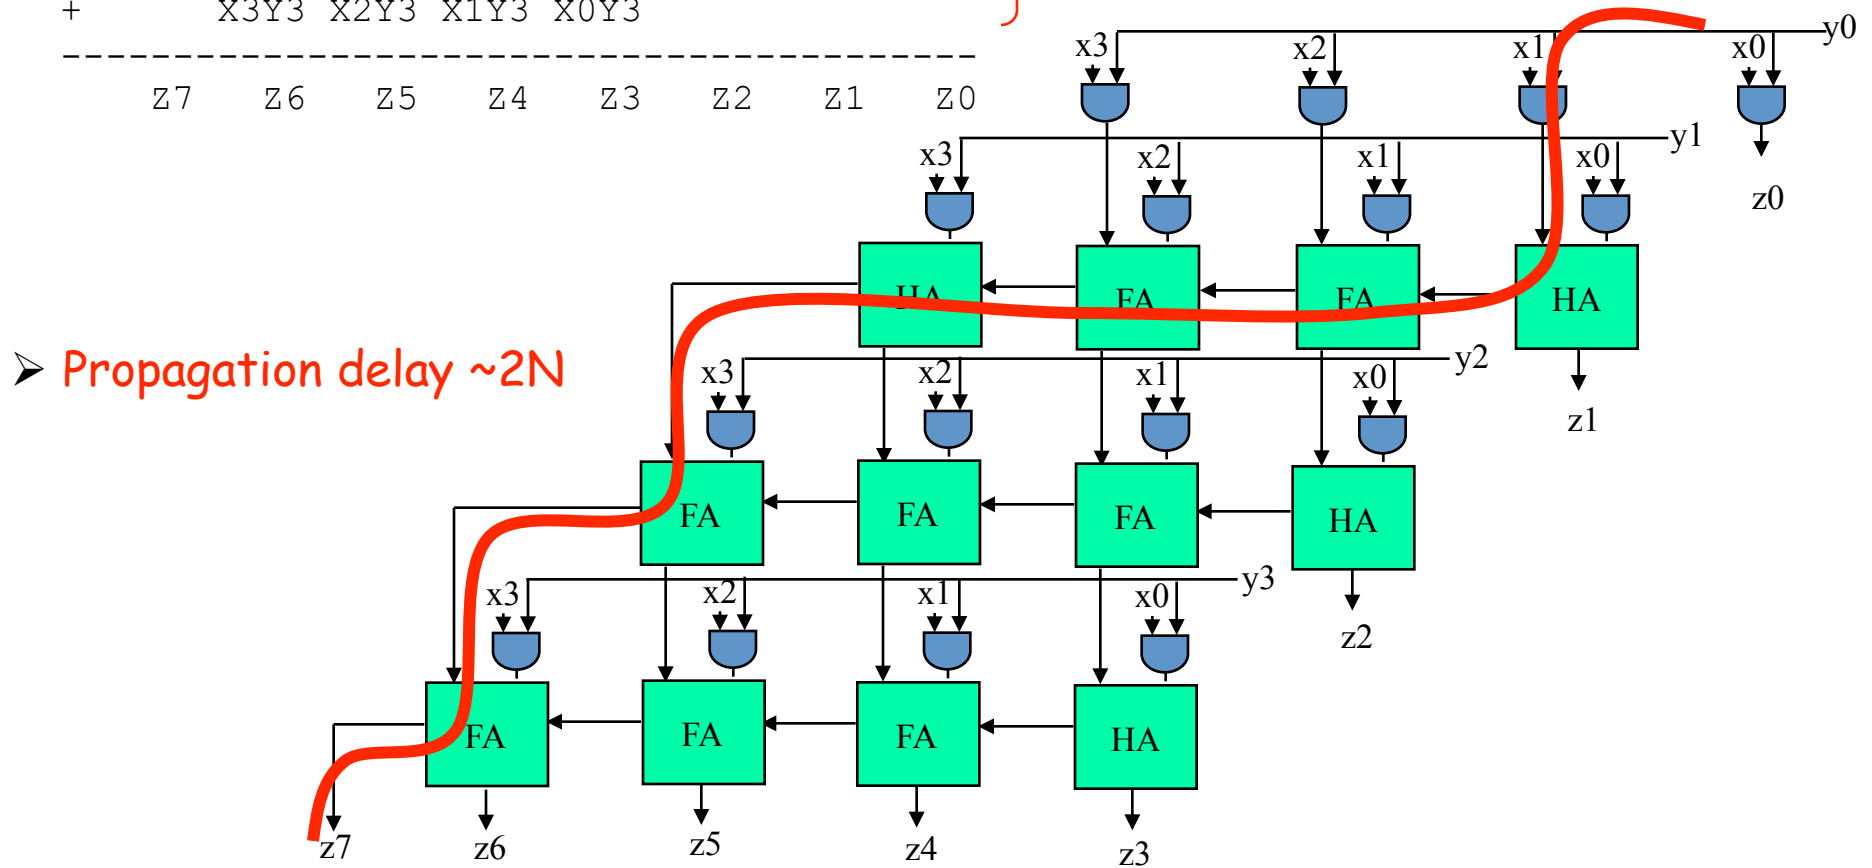 + X3Y3 X2Y3 X1Y3 X0Y3
y0
x3 x2 x1 x0
--------------------------------------
Z7 Z6 Z5 Z4 Z3 Z2 Z1 Z0
y1
x3 x2 x1 x0
z0
HA FA FA HA
➢ Propagation delay ~2N
y2
x3 x2 x1 x0
z1
FA FA FA HA
y3
x3 x2 x1 x0
z2
FA FA FA HA
z7 z6 z5 z4 z3